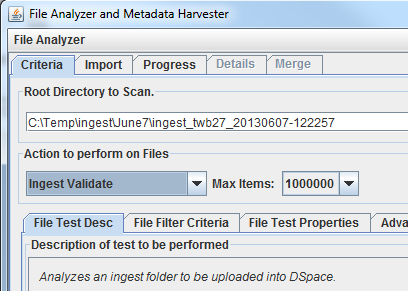 File Analyzer and Metadata Harvester
File Analyzer
Criteria Import Progress Details Merge
Root Directory to Scan.
C:\Temp\ingest\June7\ingest_twb27_20130607-122257
Action to perform on Files
Ingest Validate Max Items: 1000000
File Test Desc File Filter Criteria File Test Properties Adva
Description of test to be performed
Analyzes an ingest folder to be uploaded into DSpace.